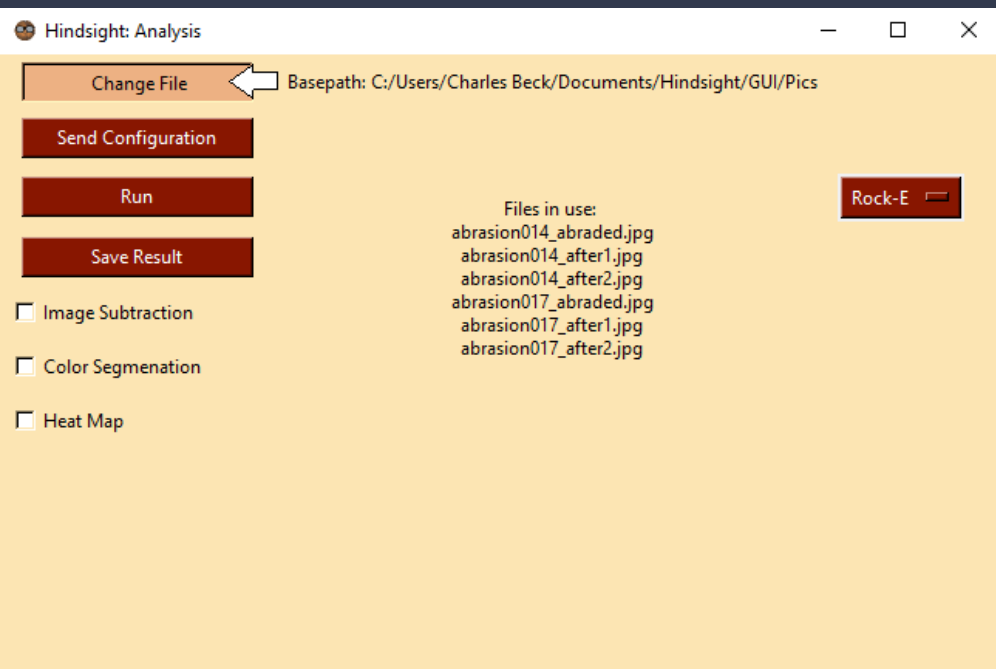 Hindsight: Analysis
Change File
Basepath: C:/Users/Charles Beck/Documents/Hindsight/GUI/Pics
Send Configuration
Run
Rock-E
Save Result
Files in use:
abrasion014_abraded.jpg
abrasion014_after1.jpg
abrasion014_after2.jpg
abrasion017_abraded.jpg
abrasion017_after1.jpg
abrasion017_after2.jpg
Image Subtraction
Color Segmenation
Heat Map